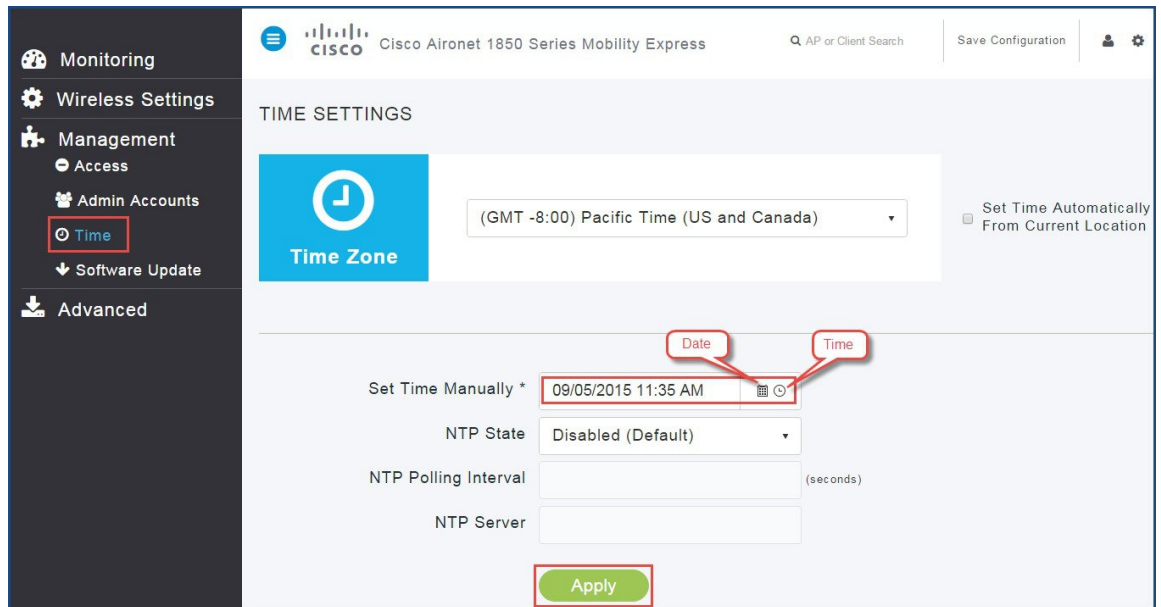 Monitoring
Wireless Settings
Management
Access
Admin Accounts
Time
Software Update
Advanced
CISCO Cisco Aironet 1850 Series Mobility Express
AP or Client Search
Save Configuration
TIME SETTINGS
Time Zone
(GMT -8:00) Pacific Time (US and Canada)
Set Time Automatically
From Current Location
Date
Time
Set Time Manually * 09/05/2015 11:35 AM
NTP State Disabled (Default)
NTP Polling Interval (seconds)
NTP Server
Apply